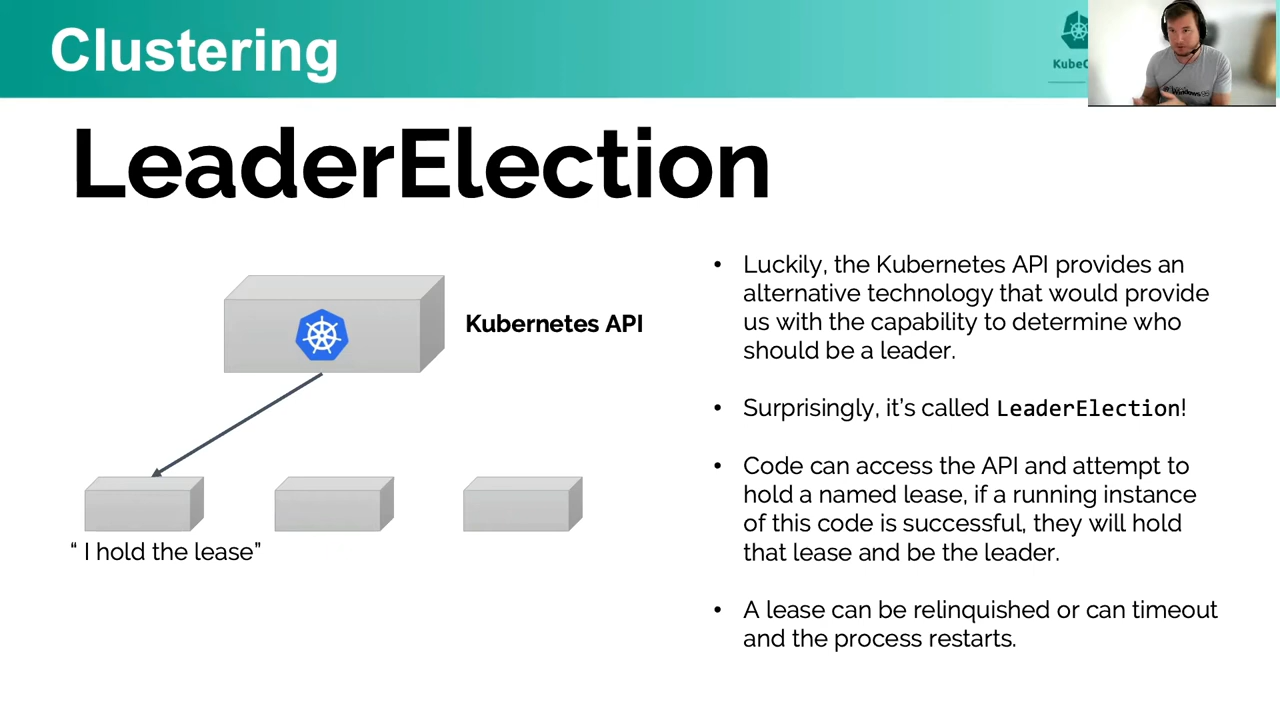 Clustering
LeaderElection
Kubernetes API
“ I hold the lease”
• Luckily, the Kubernetes API provides an
alternative technology that would provide
us with the capability to determine who
should be a leader.
• Surprisingly, it’s called LeaderElection!
• Code can access the API and attempt to
hold a named lease, if a running instance
of this code is successful, they will hold
that lease and be the leader.
• A lease can be relinquished or can timeout
and the process restarts.